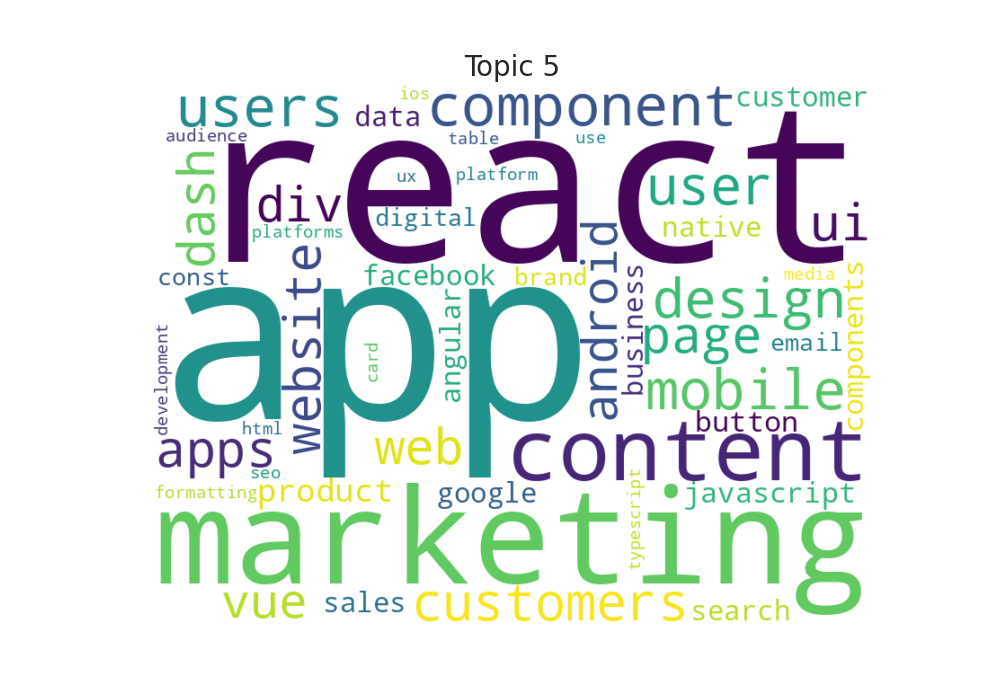 Topic 5
ios
users
data
component
customer
audience
table
use
react
dash
ux
platform
user
div
digital
native
ui
platforms
website
android
const
facebook
brand
business
media
components
app
angular
design
page
email
development
card
mobile
html
button
apps
web
content
seo
formatting
product
google
typescript
javascript
marketing
vue
sales
customers
search